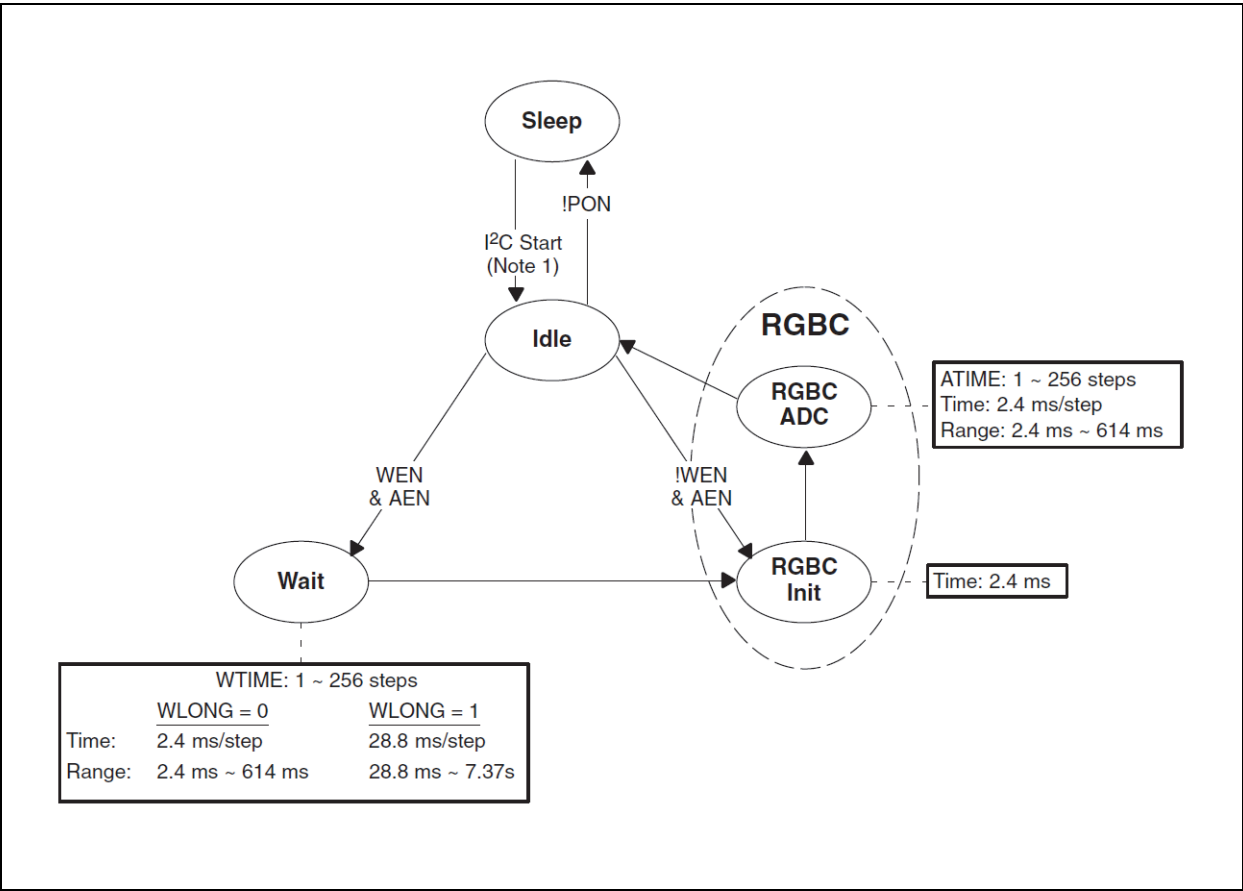 Sleep
!PON
I²C Start
(Note 1)
Idle
RGBC
RGBC
ADC
ATIME: 1 ~ 256 steps
Time: 2.4 ms/step
Range: 2.4 ms ~ 614 ms
WEN
& AEN
!WEN
& AEN
Wait
RGBC
Init
Time: 2.4 ms
WTIME: 1 ~ 256 steps
WLONG = 0 WLONG = 1
Time: 2.4 ms/step 28.8 ms/step
Range: 2.4 ms ~ 614 ms 28.8 ms ~ 7.37s